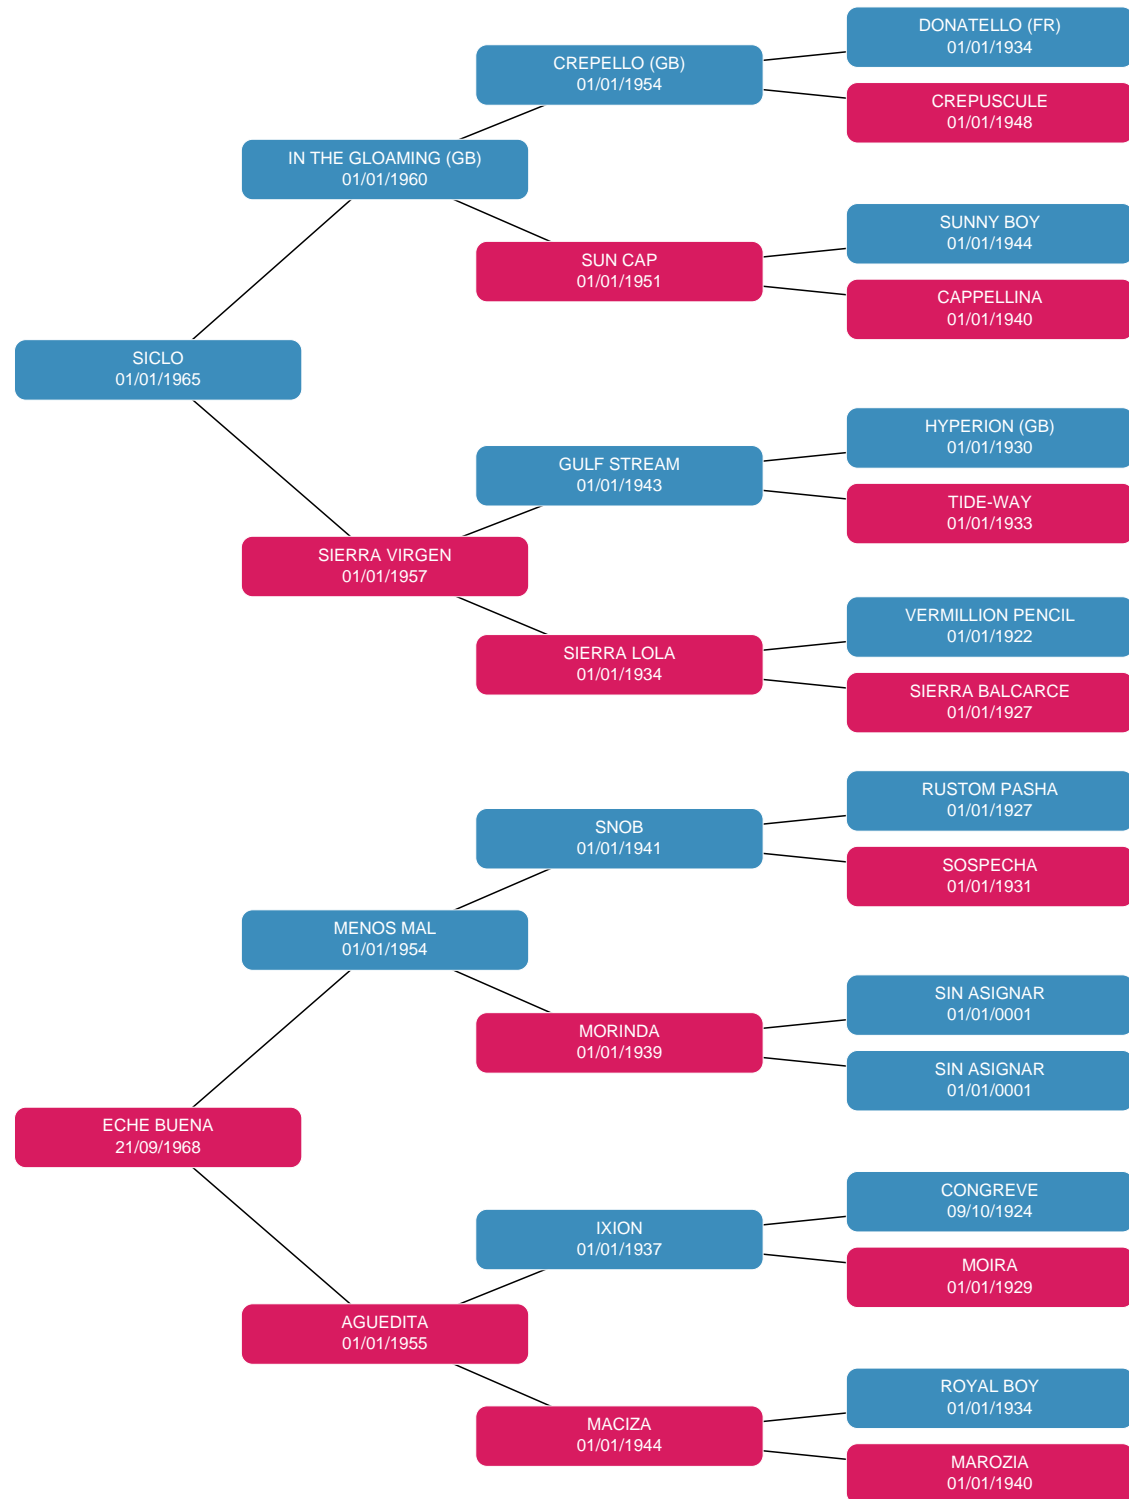 DONATELLO (FR)
01/01/1934
CREPELLO (GB)
01/01/1954
CREPUSCULE
01/01/1948
IN THE GLOAMING (GB)
01/01/1960
SUNNY BOY
01/01/1944
SUN CAP
01/01/1951
CAPPELLINA
01/01/1940
SICLO
01/01/1965
HYPERION (GB)
01/01/1930
GULF STREAM
01/01/1943
TIDE-WAY
01/01/1933
SIERRA VIRGEN
01/01/1957
VERMILLION PENCIL
01/01/1922
SIERRA LOLA
01/01/1934
SIERRA BALCARCE
01/01/1927
RUSTOM PASHA
01/01/1927
SNOB
01/01/1941
SOSPECHA
01/01/1931
MENOS MAL
01/01/1954
SIN ASIGNAR
01/01/0001
MORINDA
01/01/1939
SIN ASIGNAR
01/01/0001
ECHE BUENA
21/09/1968
CONGREVE
09/10/1924
IXION
01/01/1937
MOIRA
01/01/1929
AGUEDITA
01/01/1955
ROYAL BOY
01/01/1934
MACIZA
01/01/1944
MAROZIA
01/01/1940